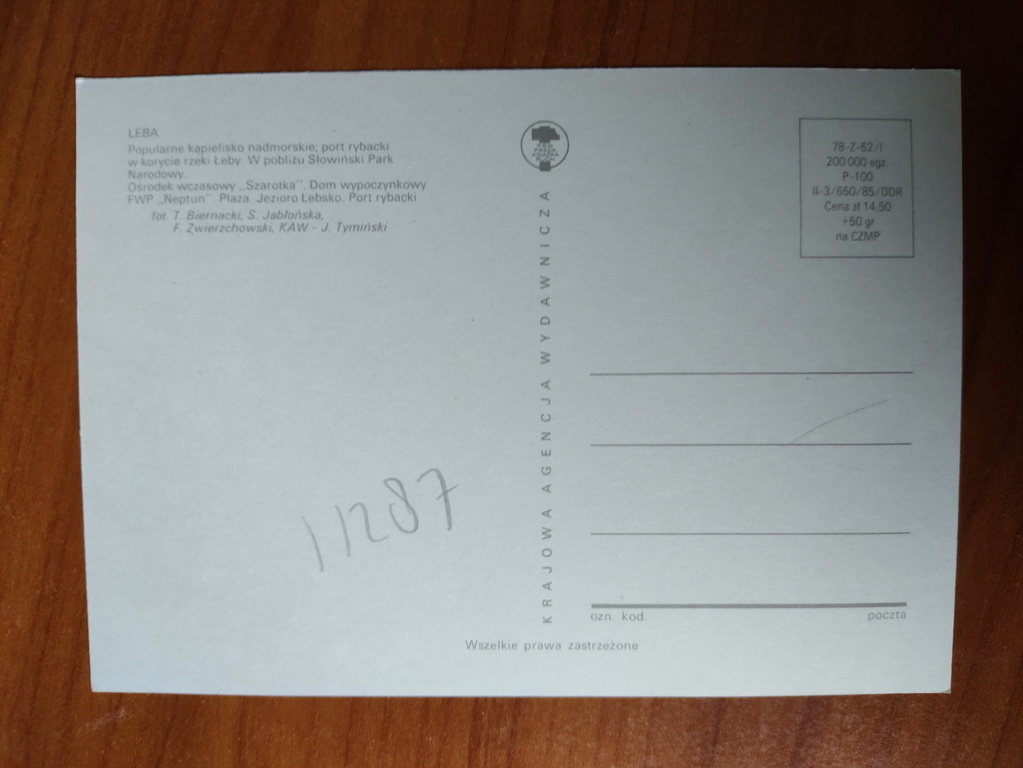 ŁEBA
Popularne kąpielisko nadmorskie; port rybacki
w korycie rzeki Łeby. W pobliżu Słowiński Park
Narodowy.
Ośrodek wczasowy „Szarotka”. Dom wypoczynkowy
FWP „Neptun”. Plaża. Jezioro Łebsko. Port rybacki
fot. T. Biernacki, S. Jabłońska,
F. Zwierzchowski, KAW - J. Tymiński
11287
KRAJOWA AGENCJA WYDAWNICZA
78-Z-52/I
200 000 egz.
P-100
II-3/650/85/DDR
Cena zł 14,50
+50 gr
na CZMP
ozn. kod.
poczta
Wszelkie prawa zastrzeżone